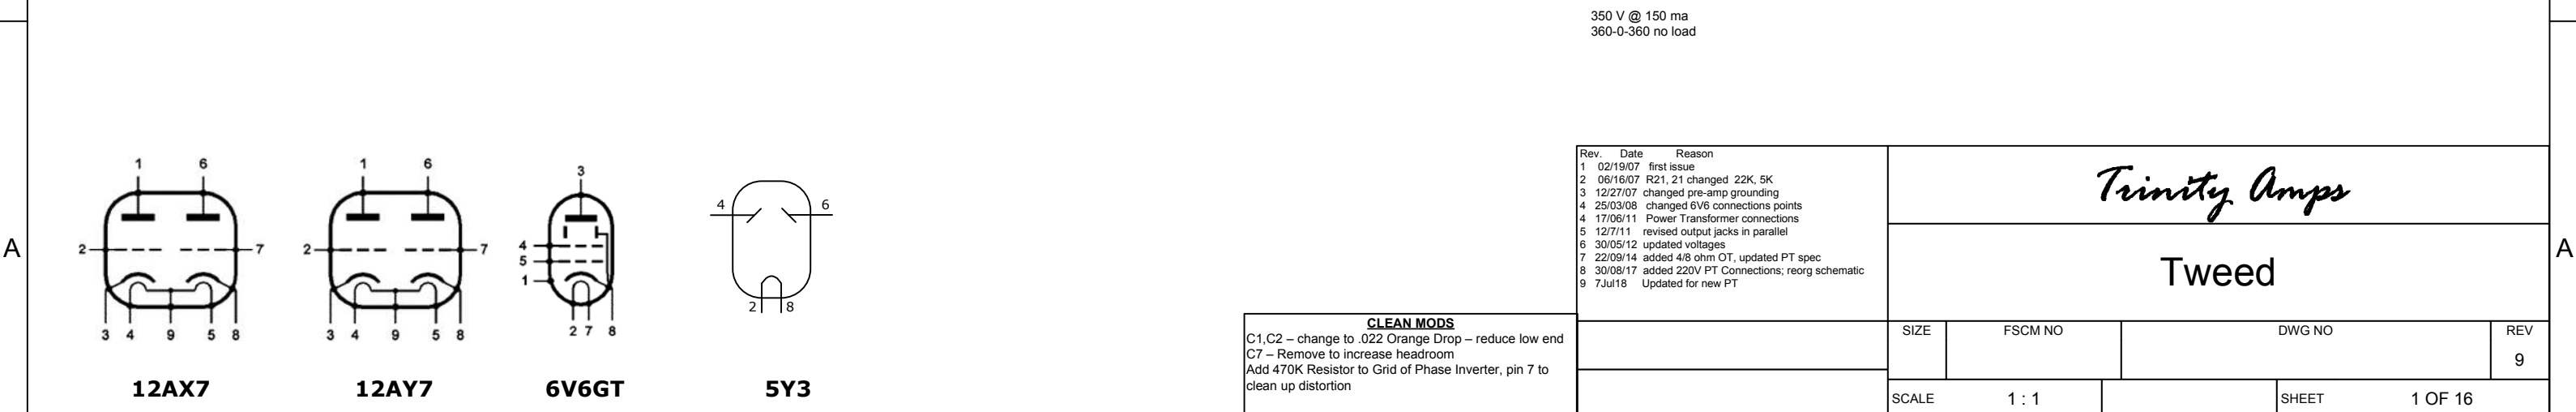 350 V @ 150 ma
360-0-360 no load
A
A
1 6
2 7
3 4 9 5 8
12AX7
1 6
2 7
3 4 9 5 8
12AY7
3
4
5
1
2 7 8
6V6GT
4 6
2 8
5Y3
CLEAN MODS
C1,C2 – change to .022 Orange Drop – reduce low end
C7 – Remove to increase headroom
Add 470K Resistor to Grid of Phase Inverter, pin 7 to
clean up distortion
Rev. Date Reason
1 02/19/07 first issue
2 06/16/07 R21, 21 changed 22K, 5K
3 12/27/07 changed pre-amp grounding
4 25/03/08 changed 6V6 connections points
4 17/06/11 Power Transformer connections
5 12/7/11 revised output jacks in parallel
6 30/05/12 updated voltages
7 22/09/14 added 4/8 ohm OT, updated PT spec
8 30/08/17 added 220V PT Connections; reorg schematic
9 7Jul18 Updated for new PT
Trinity Amps
Tweed
SIZE FSCM NO DWG NO REV
9
SCALE 1 : 1 SHEET 1 OF 16